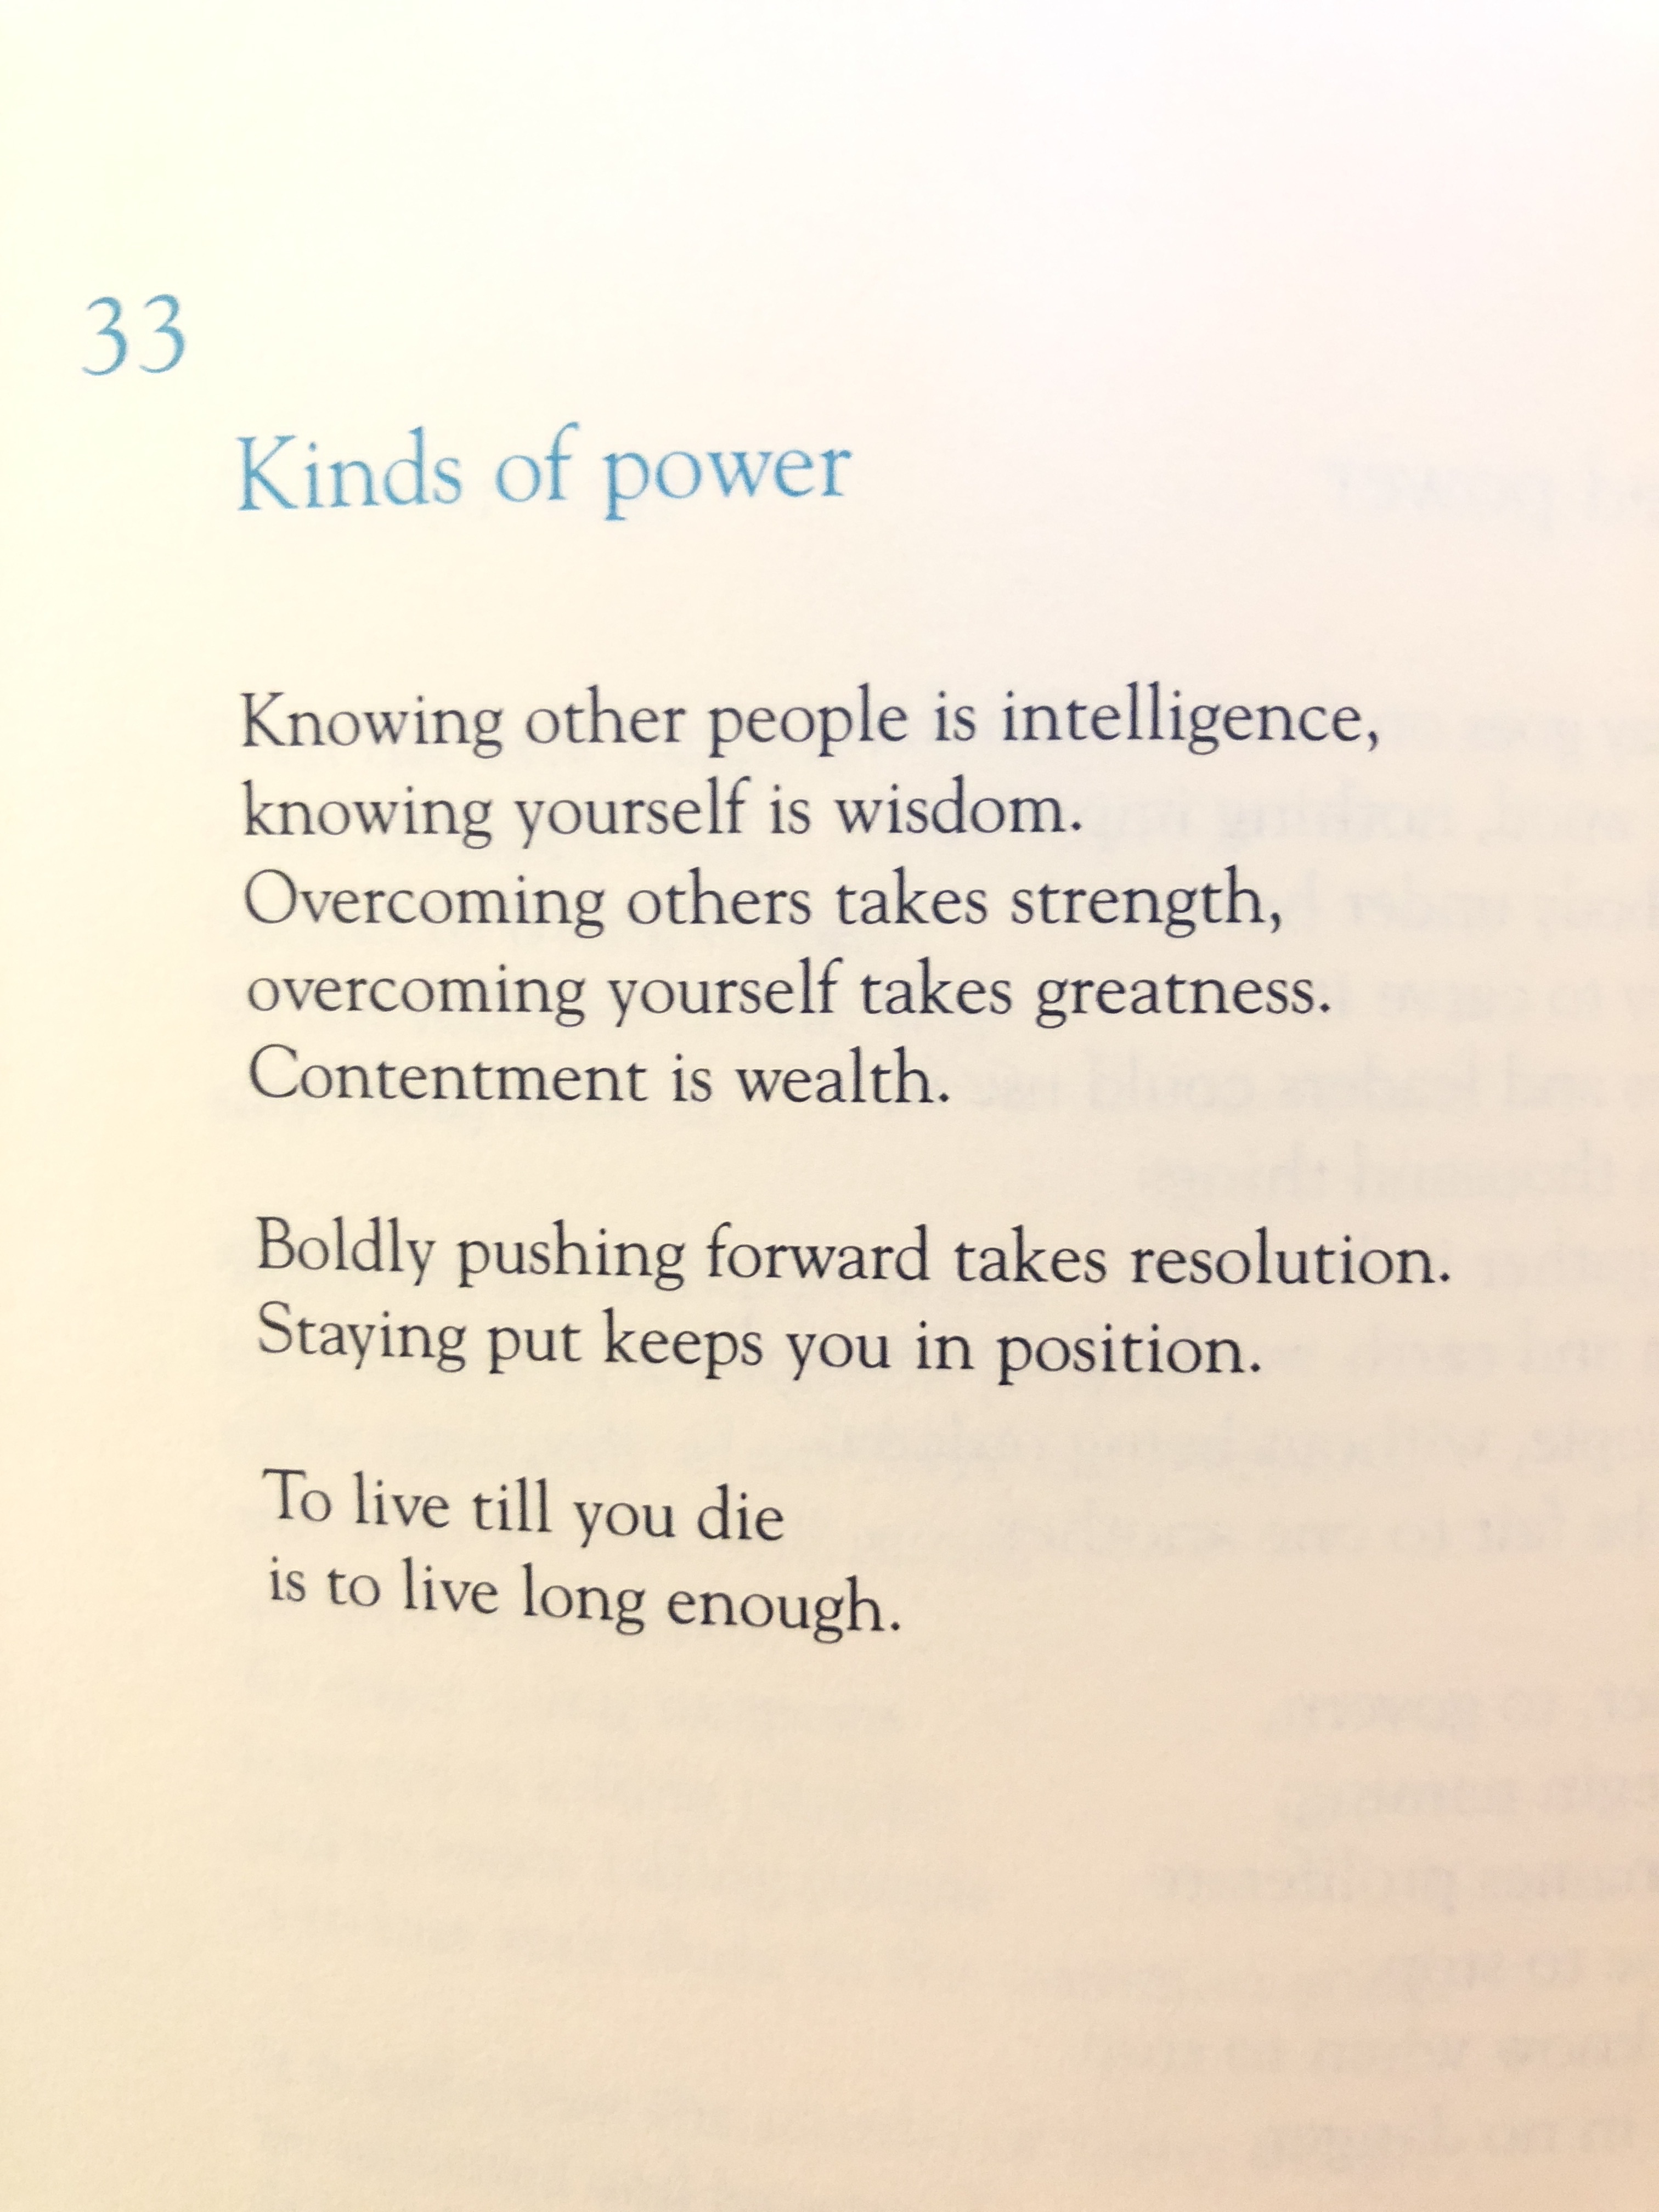 33
Kinds of power
Knowing other people is intelligence,
knowing yourself is wisdom.
Overcoming others takes strength,
overcoming yourself takes greatness.
Contentment is wealth.
Boldly pushing forward takes resolution.
Staying put keeps you in position.
To live till you die
is to live long enough.